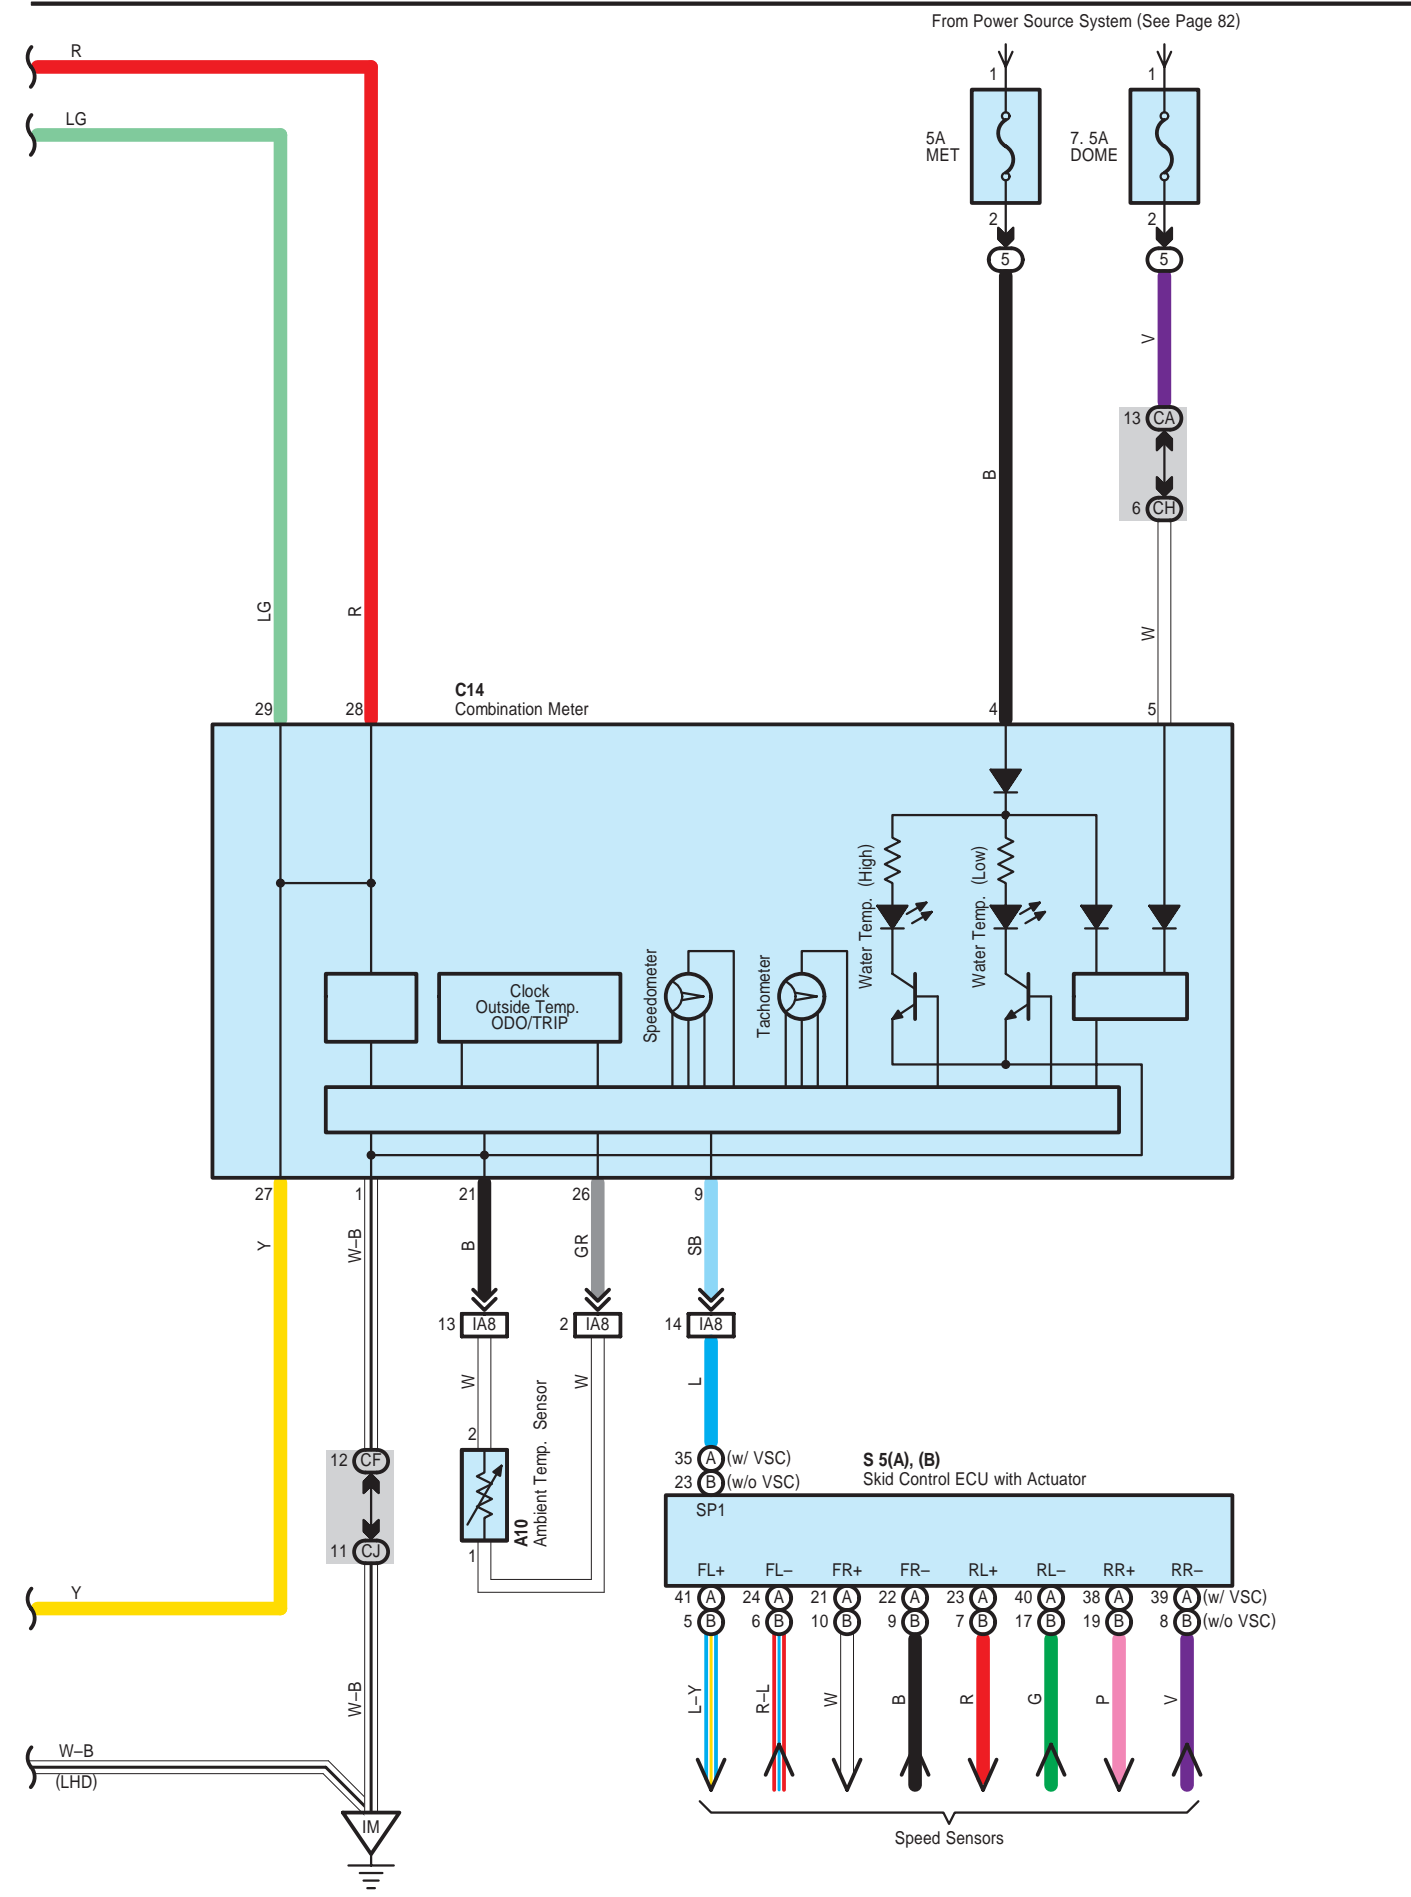 From Power Source System (See Page 82)
R
LG
1
1
5A
MET
7. 5A
DOME
2
2
5
5
V
13 CA
B
6 CH
LG
R
W
C14
Combination Meter
29
28
4
5
Water Temp. (High)
Water Temp. (Low)
Speedometer
Tachometer
Clock
Outside Temp.
ODO/TRIP
27
1
21
26
9
Y
W–B
B
GR
SB
13 IA8
2 IA8
14 IA8
W
W
L
2
1
A10
Ambient Temp. Sensor
12 CF
11 CJ
35 A (w/ VSC)
23 B (w/o VSC)
S 5(A), (B)
Skid Control ECU with Actuator
SP1
FL+ FL– FR+ FR– RL+ RL– RR+ RR–
41 A 24 A 21 A 22 A 23 A 40 A 38 A 39 A (w/ VSC)
5 B 6 B 10 B 9 B 7 B 17 B 19 B 8 B (w/o VSC)
Y
W–B
L–Y
R–L
W
B
R
G
P
V
W–B
(LHD)
IM
Speed Sensors